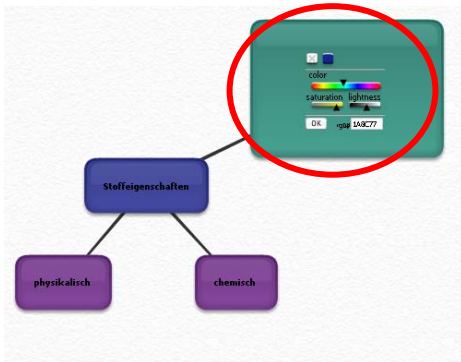 color
saturation lightness
OK rgb# 1A8C77
Stoffeigenschaften
physikalisch
chemisch